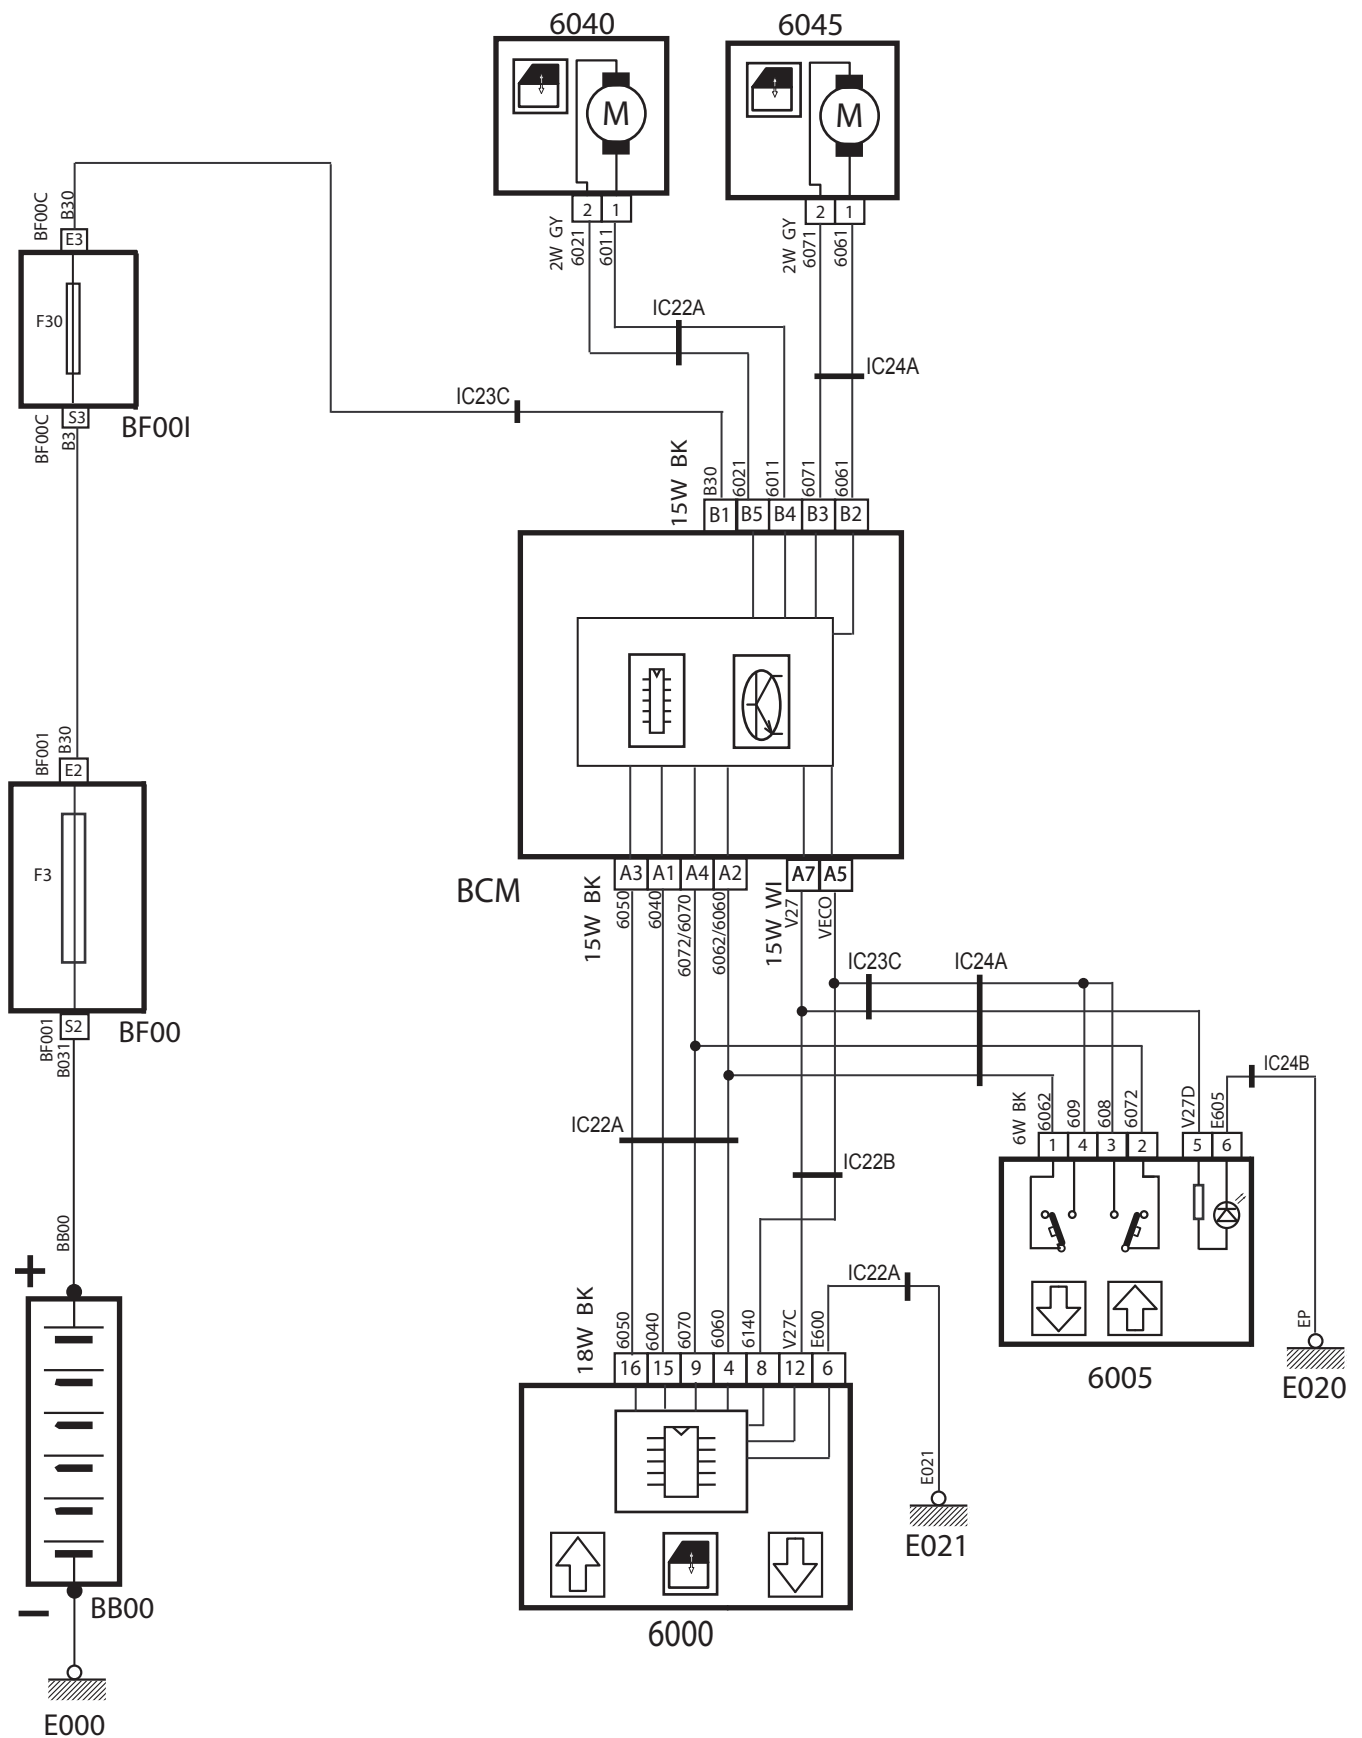 6040
6045
M
M
2
1
2
1
2W GY
6021
6011
2W GY
6071
6061
BF00C
B30
E3
F30
S3
BF00C
B3
BF00I
IC22A
IC24A
IC23C
15W BK
B30
6021
6011
6071
6061
B1
B5
B4
B3
B2
BF001
B30
E2
F3
S2
BF001
B031
BF00
BCM
A3
A1
A4
A2
A7
A5
15W BK
6050
6040
6072/6070
6062/6060
15W WI
V27
VECO
IC23C
IC24A
IC24B
6W BK
6062
609
608
6072
V27D
E605
1
4
3
2
5
6
6005
EP
E020
IC22A
IC22B
IC22A
18W BK
6050
6040
6070
6060
6140
V27C
E600
16
15
9
4
8
12
6
6000
E021
E021
BB00
+
−
BB00
E000